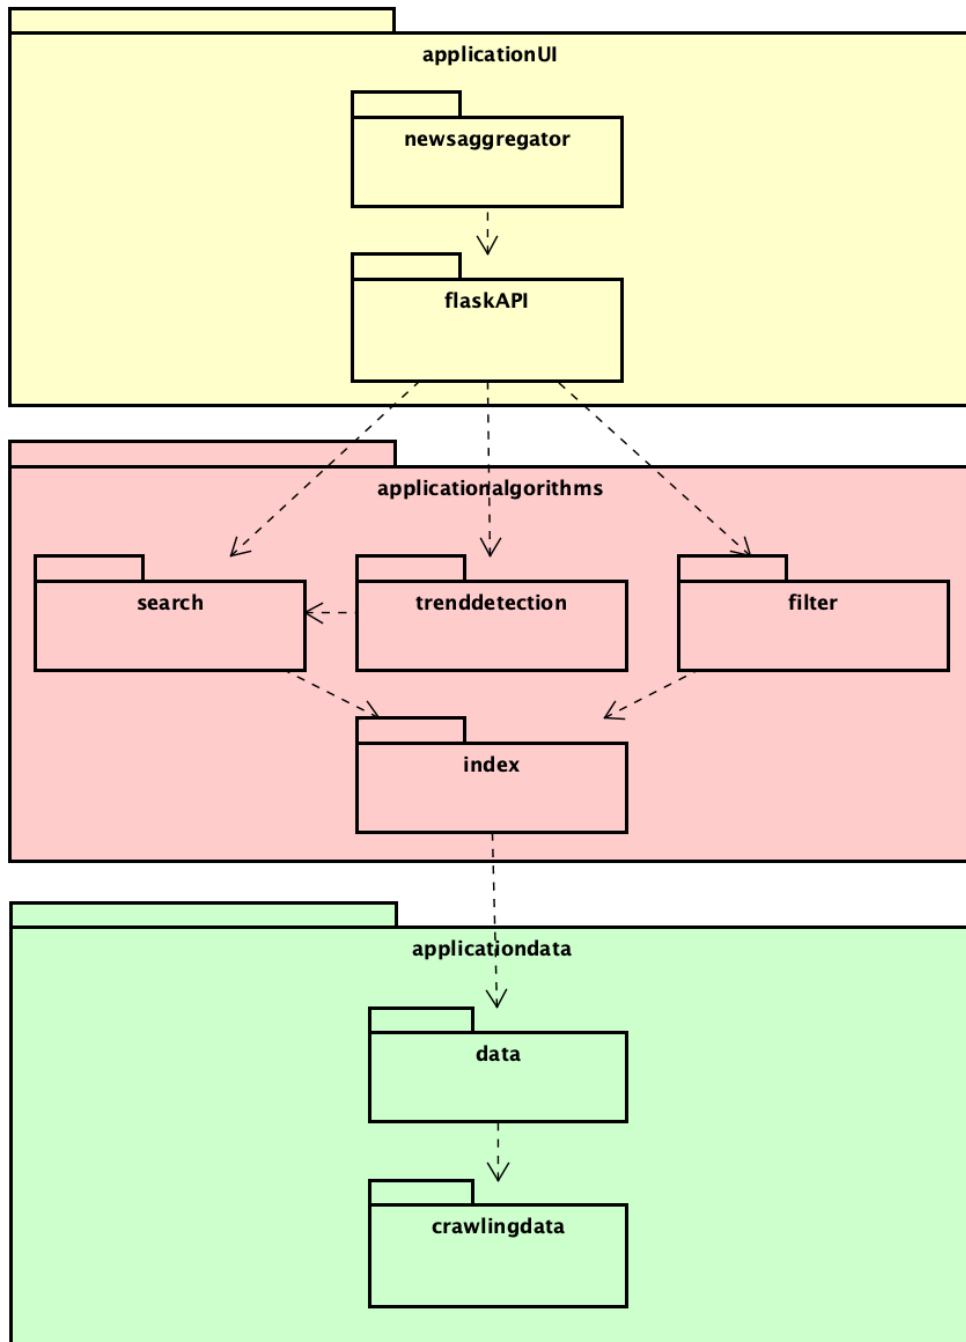 applicationUI
newsaggregator
flaskAPI
applicationalgorithms
search
trenddetection
filter
index
applicationdata
data
crawlingdata